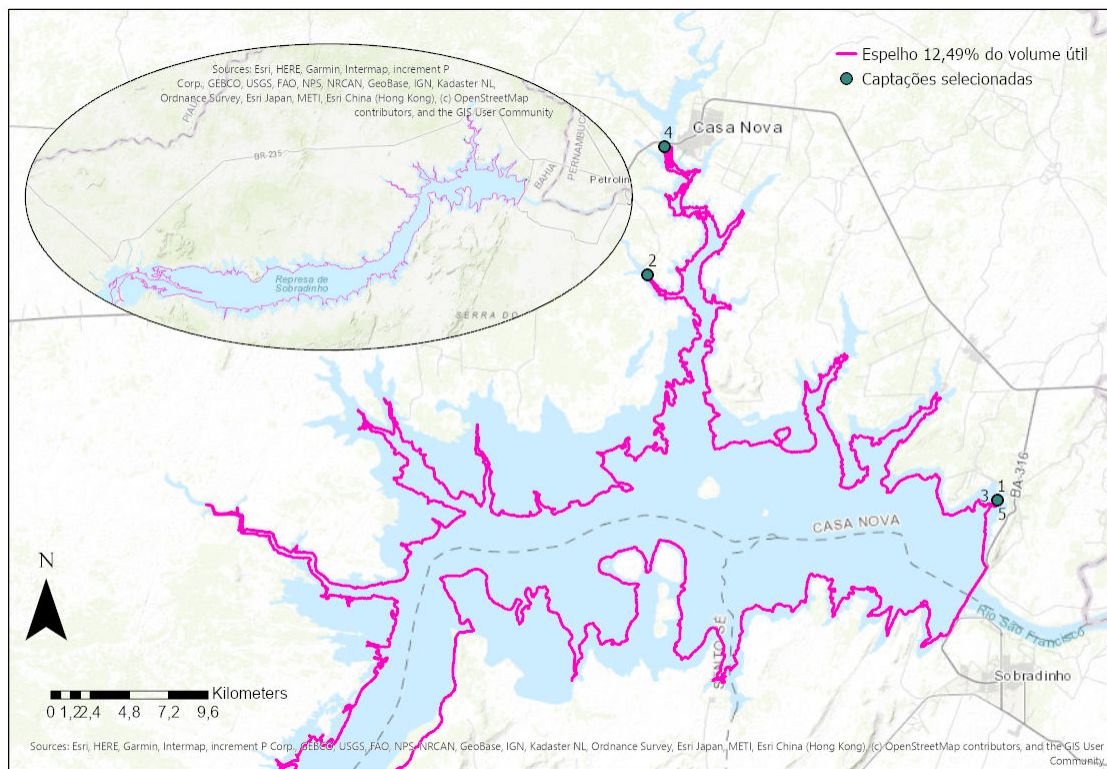 Sources: Esri, HERE, Garmin, Intermap, increment P
Corp., GEBCO, USGS, FAO, NPS, NRCAN, GeoBase, IGN, Kadaster NL,
Ordnance Survey, Esri Japan, METI, Esri China (Hong Kong), (c) OpenStreetMap
contributors, and the GIS User Community
PIAU
BR-235
BAHIA
PERNAMBUC
Petrolin
Represa de
Sobradinho
SERRA DO
Espelho 12,49% do volume útil
Captações selecionadas
4
Casa Nova
2
1
3
5
BA-316
CASA NOVA
Rio São Francisco
SENTO SÉ
Sobradinho
N
Kilometers
0 1,2 2,4 4,8 7,2 9,6
Sources: Esri, HERE, Garmin, Intermap, increment P Corp., GEBCO, USGS, FAO, NPS, NRCAN, GeoBase, IGN, Kadaster NL, Ordnance Survey, Esri Japan, METI, Esri China (Hong Kong), (c) OpenStreetMap contributors, and the GIS User
Community